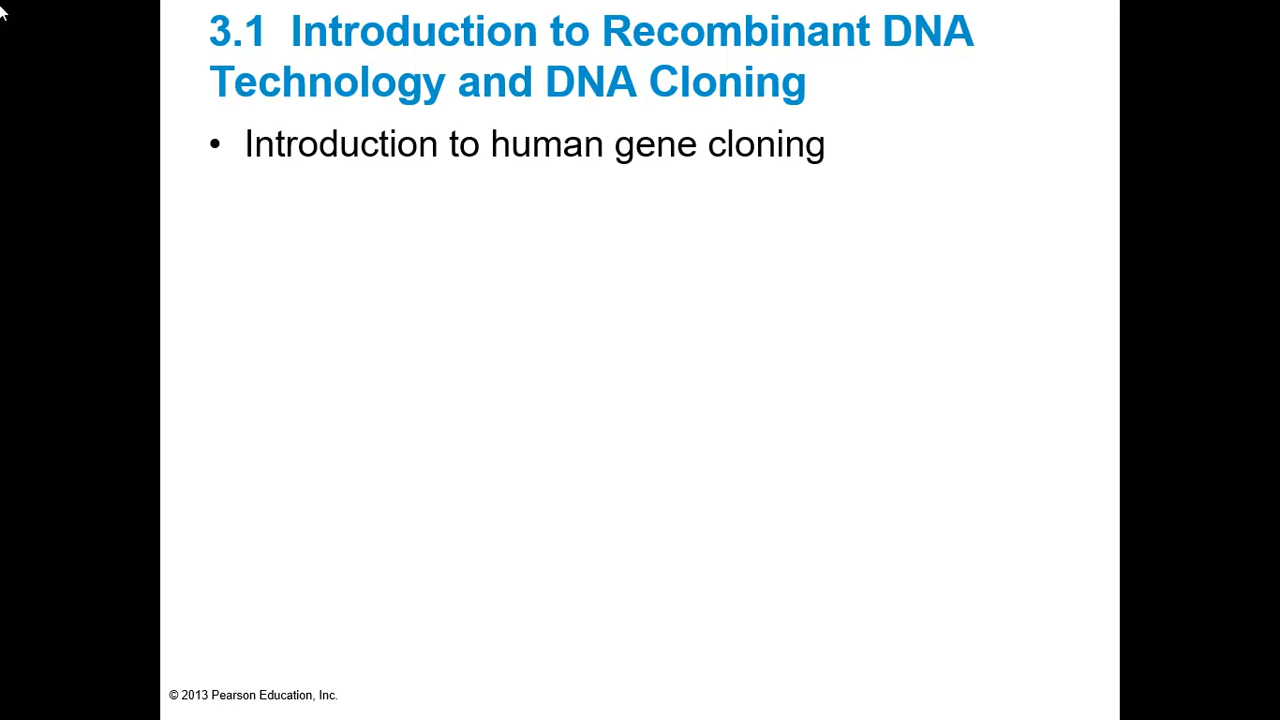 3.1 Introduction to Recombinant DNA
Technology and DNA Cloning
• Introduction to human gene cloning
© 2013 Pearson Education, Inc.